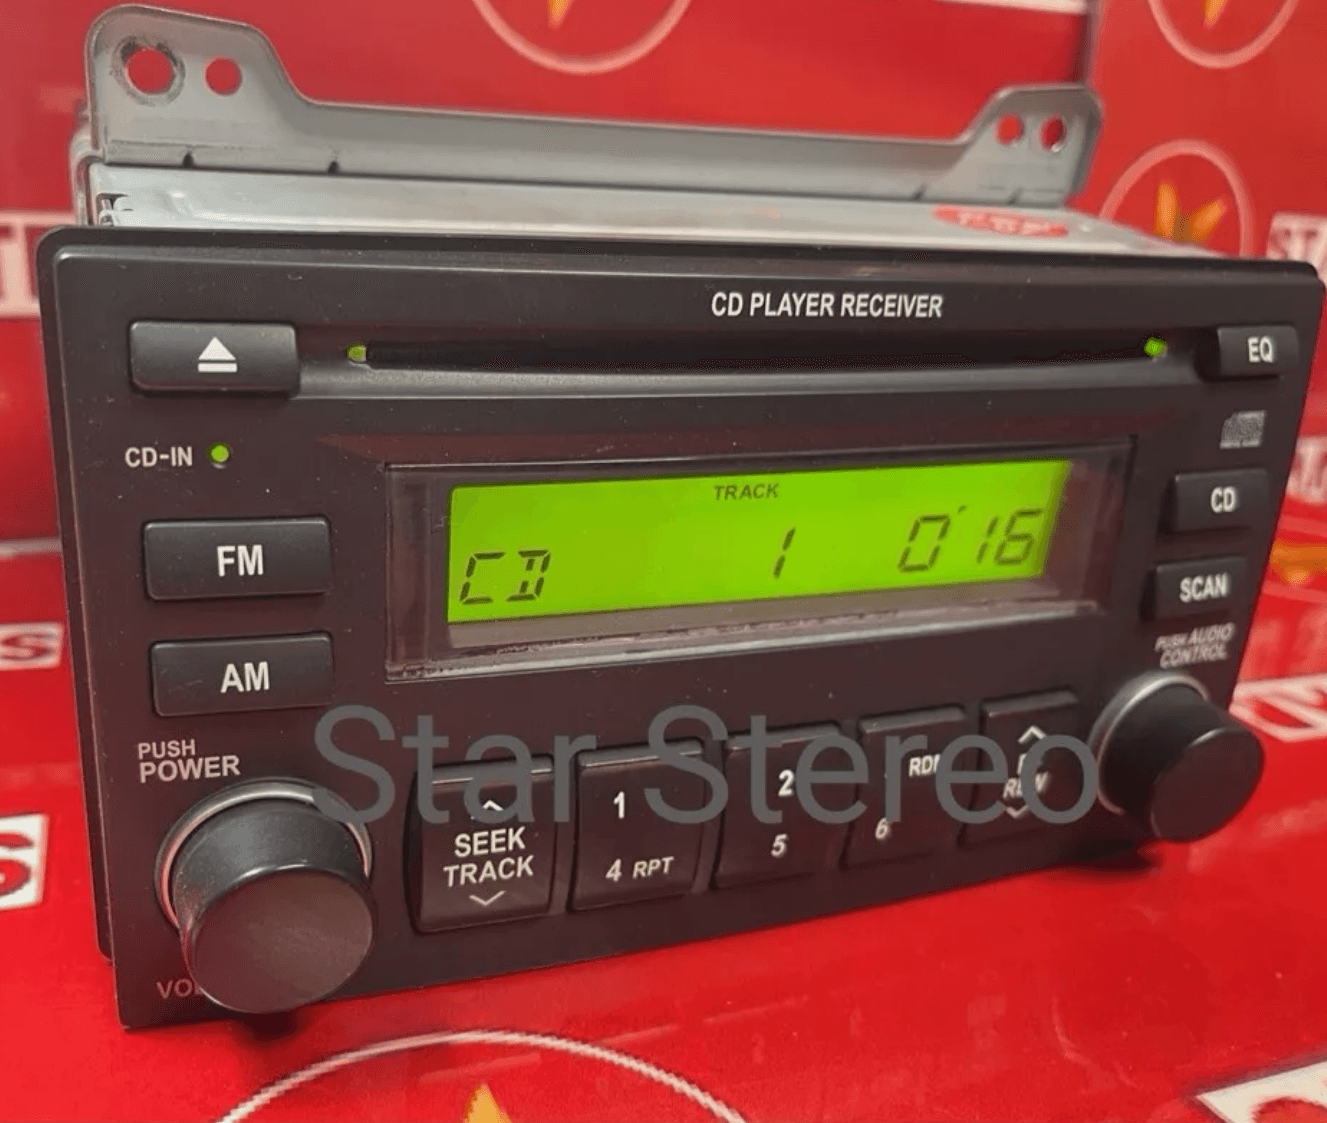 CD PLAYER RECEIVER
EQ
CD-IN
TRACK
CD 1 0'16
CD
FM
SCAN
AM
PUSH AUDIO
CONTROL
PUSH
POWER
Star Stereo
SEEK
TRACK
1
4 RPT
2
5
6
VOL